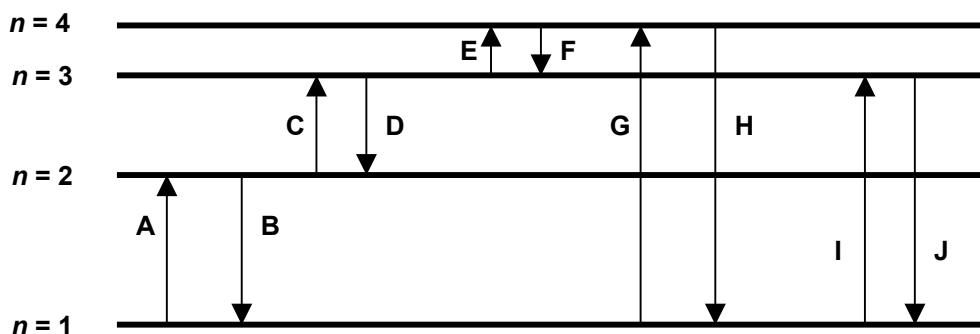 n = 4
E F
n = 3
C D G H
n = 2
A B I J
n = 1